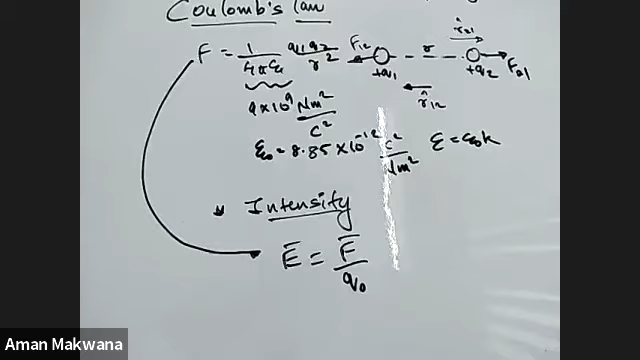 Coulomb's law
F = 1/4πε q1q2/r² F12 +q1 r r̂21 +q2 F21
r̂12
9×10⁹ Nm²/C²
ε0 = 8.85 × 10⁻¹² C²/Nm² ε = ε0k
Intensity
E̅ = F̅/q0
Aman Makwana